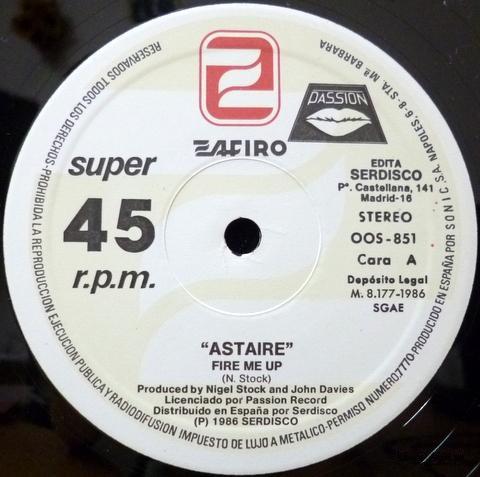 PASSION
ZAFIRO
super
45
r.p.m.
EDITA
SERDISCO
Pº. Castellana, 141
Madrid-16
STEREO
OOS-851
Cara A
Depósito Legal
M. 8.177-1986
SGAE
"ASTAIRE"
FIRE ME UP
(N. Stock)
Produced by Nigel Stock and John Davies
Licenciado por Passion Record
Distribuído en España por Serdisco
(P) 1986 SERDISCO
RESERVADOS TODOS LOS DERECHOS-PROHIBIDA LA REPRODUCCION EJECUCION PUBLICA Y RADIODIFUSION IMPUESTO DE LUJO A METALICO-PERMISO NUMERO7770-PRODUCIDO EN ESPAÑA POR SONIC S.A. NAPOLES, 6-8-STA. Mª BARBARA